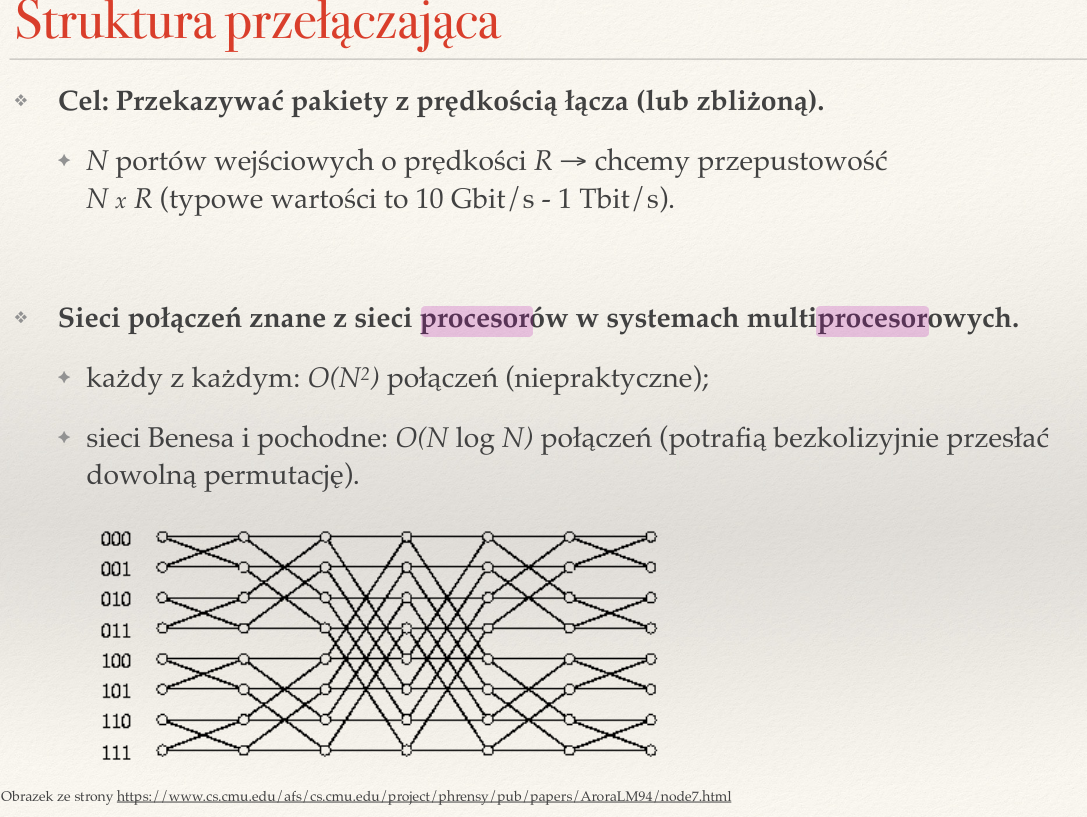 Struktura przełączająca
Cel: Przekazywać pakiety z prędkością łącza (lub zbliżoną).
N portów wejściowych o prędkości R → chcemy przepustowość
N x R (typowe wartości to 10 Gbit/s - 1 Tbit/s).
Sieci połączeń znane z sieci procesorów w systemach multiprocesorowych.
każdy z każdym: O(N²) połączeń (niepraktyczne);
sieci Benesa i pochodne: O(N log N) połączeń (potrafią bezkolizyjnie przesłać
dowolną permutację).
000
001
010
011
100
101
110
111
Obrazek ze strony https://www.cs.cmu.edu/afs/cs.cmu.edu/project/phrensy/pub/papers/AroraLM94/node7.html